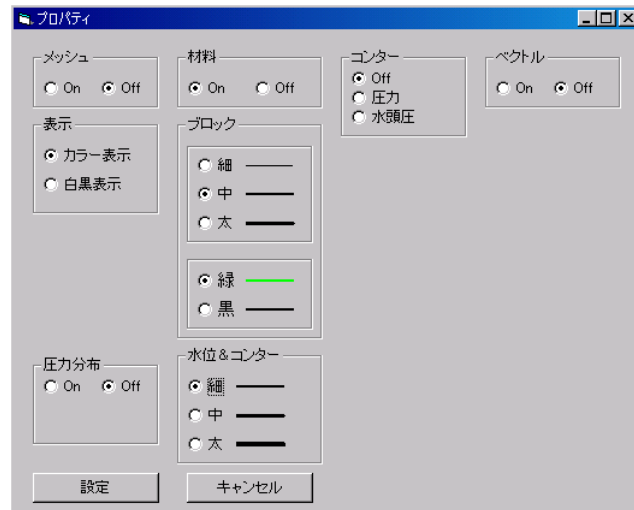 プロパティ
メッシュ
On Off
材料
On Off
コンター
Off
圧力
水頭圧
ベクトル
On Off
表示
カラー表示
白黒表示
ブロック
細
中
太
緑
黒
圧力分布
On Off
水位&コンター
細
中
太
設定
キャンセル